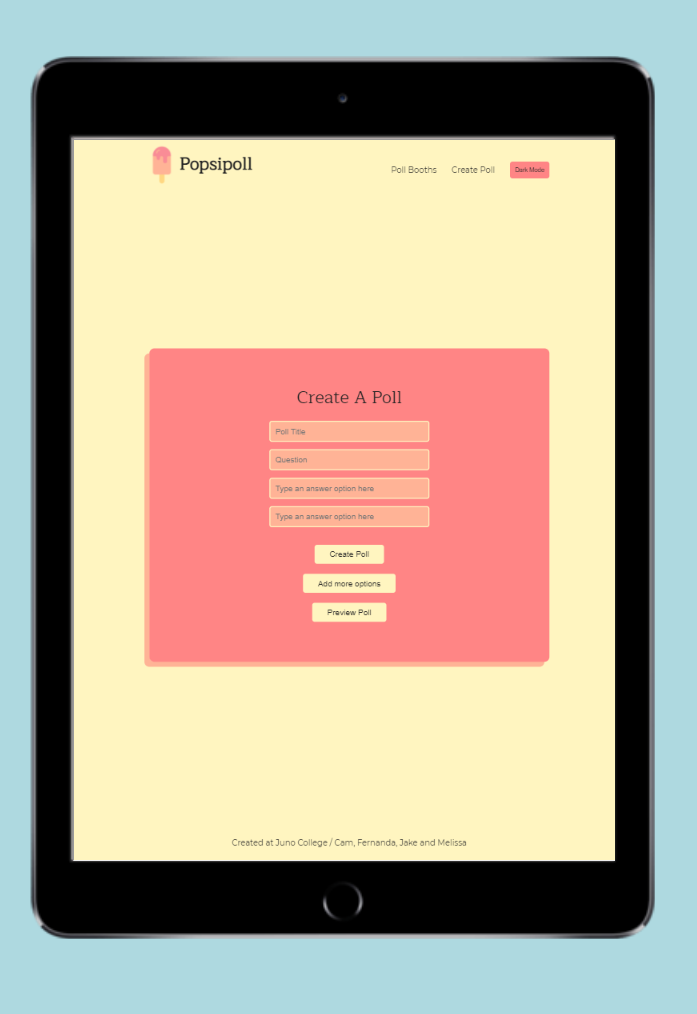 Popsipoll
Poll Booths Create Poll Dark Mode
Create A Poll
Poll Title
Question
Type an answer option here
Type an answer option here
Create Poll
Add more options
Preview Poll
Created at Juno College / Cam, Fernanda, Jake and Melissa